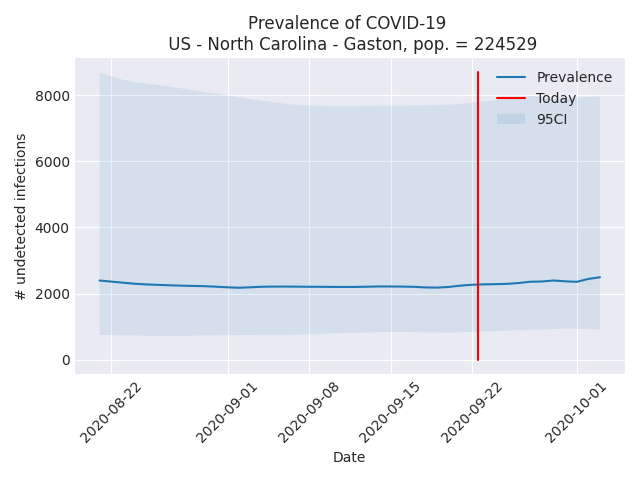 Prevalence of COVID-19
US - North Carolina - Gaston, pop. = 224529
Prevalence
Today
95CI
# undetected infections
8000
6000
4000
2000
0
2020-08-22
2020-09-01
2020-09-08
2020-09-15
2020-09-22
2020-10-01
Date